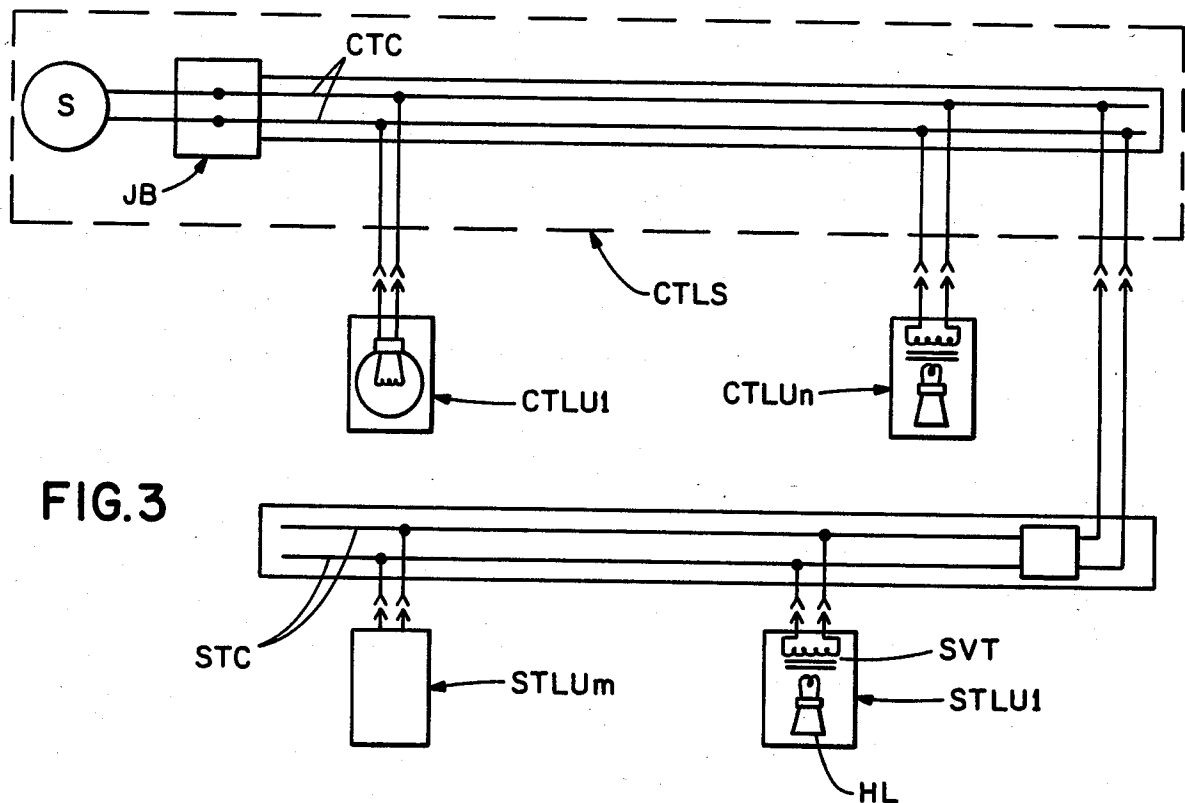 CTC
S
JB
CTLS
CTLU1
CTLUn
FIG.3
STC
STLUm
SVT
STLU1
HL